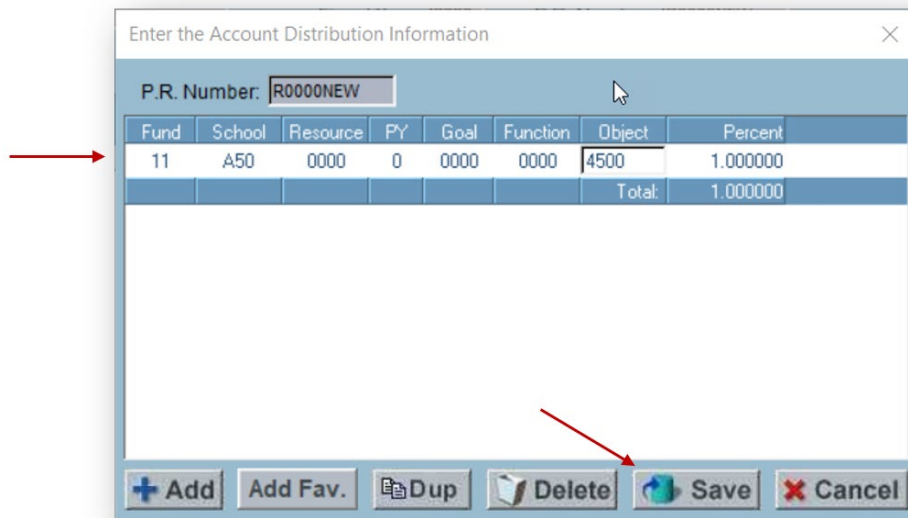 Enter the Account Distribution Information
P.R. Number: R0000NEW
Fund School Resource PY Goal Function Object Percent
11 A50 0000 0 0000 0000 4500 1.000000
Total: 1.000000
Add Add Fav. Dup Delete Save Cancel